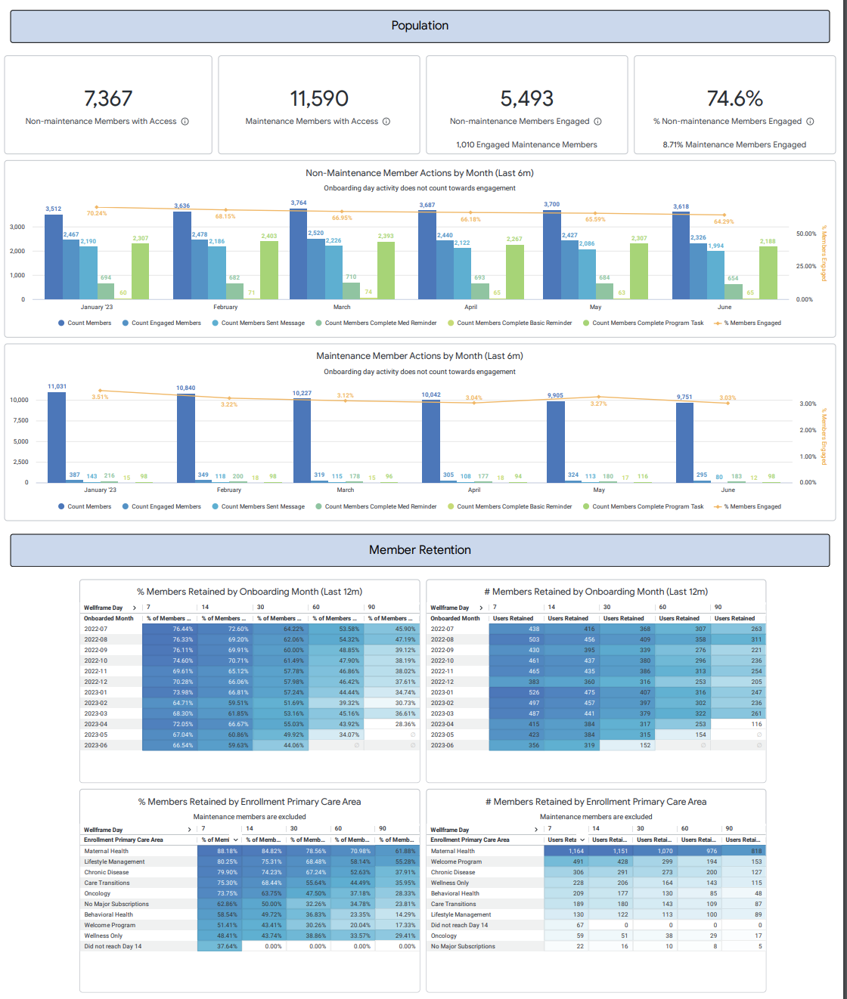 Population
7,367
Non-maintenance Members with Access
11,590
Maintenance Members with Access
5,493
Non-maintenance Members Engaged
1,010 Engaged Maintenance Members
74.6%
% Non-maintenance Members Engaged
8.71% Maintenance Members Engaged
Non-Maintenance Member Actions by Month (Last 6m)
Onboarding day activity does not count towards engagement
3,512 3,636 3,764 3,687 3,700 3,618
70.24% 68.15% 66.95% 66.18% 65.59% 64.29%
3,000 2,000 1,000 0
2,467 2,190 694 60 2,307
2,478 2,186 682 71 2,403
2,520 2,226 710 74 2,393
2,440 2,122 693 65 2,267
2,427 2,086 684 63 2,307
2,326 1,994 654 65 2,188
50.00% 25.00% 0.00%
% Members Engaged
January '23 February March April May June
Count Members Count Engaged Members Count Members Sent Message Count Members Complete Med Reminder Count Members Complete Basic Reminder Count Members Complete Program Task % Members Engaged
Maintenance Member Actions by Month (Last 6m)
Onboarding day activity does not count towards engagement
11,031 10,840 10,227 10,042 9,905 9,751
3.51% 3.22% 3.12% 3.04% 3.27% 3.03%
10,000 7,500 5,000 2,500 0
387 143 216 15 98
349 118 200 18 98
319 115 178 15 96
305 108 177 18 94
324 113 180 17 116
295 80 183 12 98
3.00% 2.00% 1.00% 0.00%
% Members Engaged
January '23 February March April May June
Count Members Count Engaged Members Count Members Sent Message Count Members Complete Med Reminder Count Members Complete Basic Reminder Count Members Complete Program Task % Members Engaged
Member Retention
% Members Retained by Onboarding Month (Last 12m)
Wellframe Day 7 14 30 60 90
Onboarded Month % of Members ... % of Members ... % of Members ... % of Members ... % of Members ...
2022-07 76.44% 72.60% 64.22% 53.58% 45.90%
2022-08 76.33% 69.20% 62.06% 54.32% 47.19%
2022-09 76.11% 69.91% 60.00% 48.85% 39.12%
2022-10 74.60% 70.71% 61.49% 47.90% 38.19%
2022-11 69.61% 65.12% 57.78% 46.86% 38.02%
2022-12 70.28% 66.06% 57.98% 46.42% 37.61%
2023-01 73.98% 66.81% 57.24% 44.44% 34.74%
2023-02 64.71% 59.51% 51.69% 39.32% 30.73%
2023-03 68.30% 61.85% 53.16% 45.16% 36.61%
2023-04 72.05% 66.67% 55.03% 43.92% 28.36%
2023-05 67.04% 60.86% 49.92% 34.07% ∅
2023-06 66.54% 59.63% 44.06% ∅ ∅
# Members Retained by Onboarding Month (Last 12m)
Wellframe Day 7 14 30 60 90
Onboarded Month Users Retained Users Retained Users Retained Users Retained Users Retained
2022-07 438 416 368 307 263
2022-08 503 456 409 358 311
2022-09 430 395 339 276 221
2022-10 461 437 380 296 236
2022-11 465 435 386 313 254
2022-12 383 360 316 253 205
2023-01 526 475 407 316 247
2023-02 497 457 397 302 236
2023-03 487 441 379 322 261
2023-04 415 384 317 253 116
2023-05 423 384 315 154 ∅
2023-06 356 319 152 ∅ ∅
% Members Retained by Enrollment Primary Care Area
Maintenance members are excluded
Wellframe Day 7 14 30 60 90
Enrollment Primary Care Area % of Meml % of Memb... % of Memb... % of Memb... % of Memb...
Maternal Health 88.18% 84.82% 78.56% 70.98% 61.88%
Lifestyle Management 80.25% 75.31% 68.48% 58.14% 55.28%
Chronic Disease 79.90% 74.23% 67.24% 52.63% 37.91%
Care Transitions 75.30% 68.44% 55.64% 44.49% 35.95%
Oncology 73.75% 63.75% 47.50% 37.18% 28.33%
No Major Subscriptions 62.86% 50.00% 32.26% 34.78% 23.81%
Behavioral Health 58.54% 49.72% 36.83% 23.35% 14.29%
Welcome Program 51.41% 43.41% 30.26% 20.04% 17.33%
Wellness Only 48.41% 43.74% 38.86% 33.57% 29.41%
Did not reach Day 14 37.64% 0.00% 0.00% 0.00% 0.00%
# Members Retained by Enrollment Primary Care Area
Maintenance members are excluded
Wellframe Day 7 14 30 60 90
Enrollment Primary Care Area Users Reta Users Retai... Users Retai... Users Retai... Users Retai...
Maternal Health 1,164 1,151 1,070 976 818
Welcome Program 491 428 299 194 153
Chronic Disease 306 291 273 200 127
Wellness Only 228 206 164 143 115
Behavioral Health 209 177 130 85 48
Care Transitions 189 180 143 109 87
Lifestyle Management 130 122 113 100 89
Did not reach Day 14 67 0 0 0 0
Oncology 59 51 38 29 17
No Major Subscriptions 22 16 10 8 5